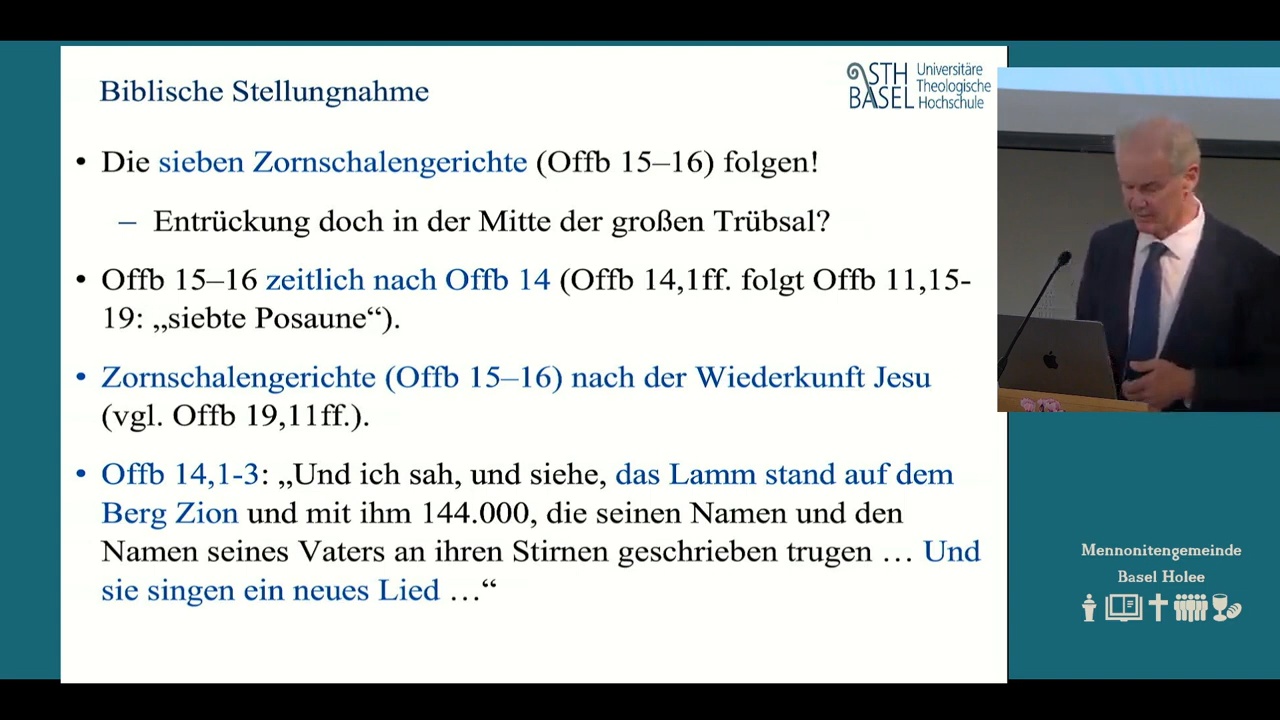 Biblische Stellungnahme
STH BASEL
Universitäre
Theologische
Hochschule
• Die sieben Zornschalengerichte (Offb 15–16) folgen!
– Entrückung doch in der Mitte der großen Trübsal?
• Offb 15–16 zeitlich nach Offb 14 (Offb 14,1ff. folgt Offb 11,15-
19: „siebte Posaune“).
• Zornschalengerichte (Offb 15–16) nach der Wiederkunft Jesu
(vgl. Offb 19,11ff.).
• Offb 14,1-3: „Und ich sah, und siehe, das Lamm stand auf dem
Berg Zion und mit ihm 144.000, die seinen Namen und den
Namen seines Vaters an ihren Stirnen geschrieben trugen … Und
sie singen ein neues Lied …“
Mennonitengemeinde
Basel Holee